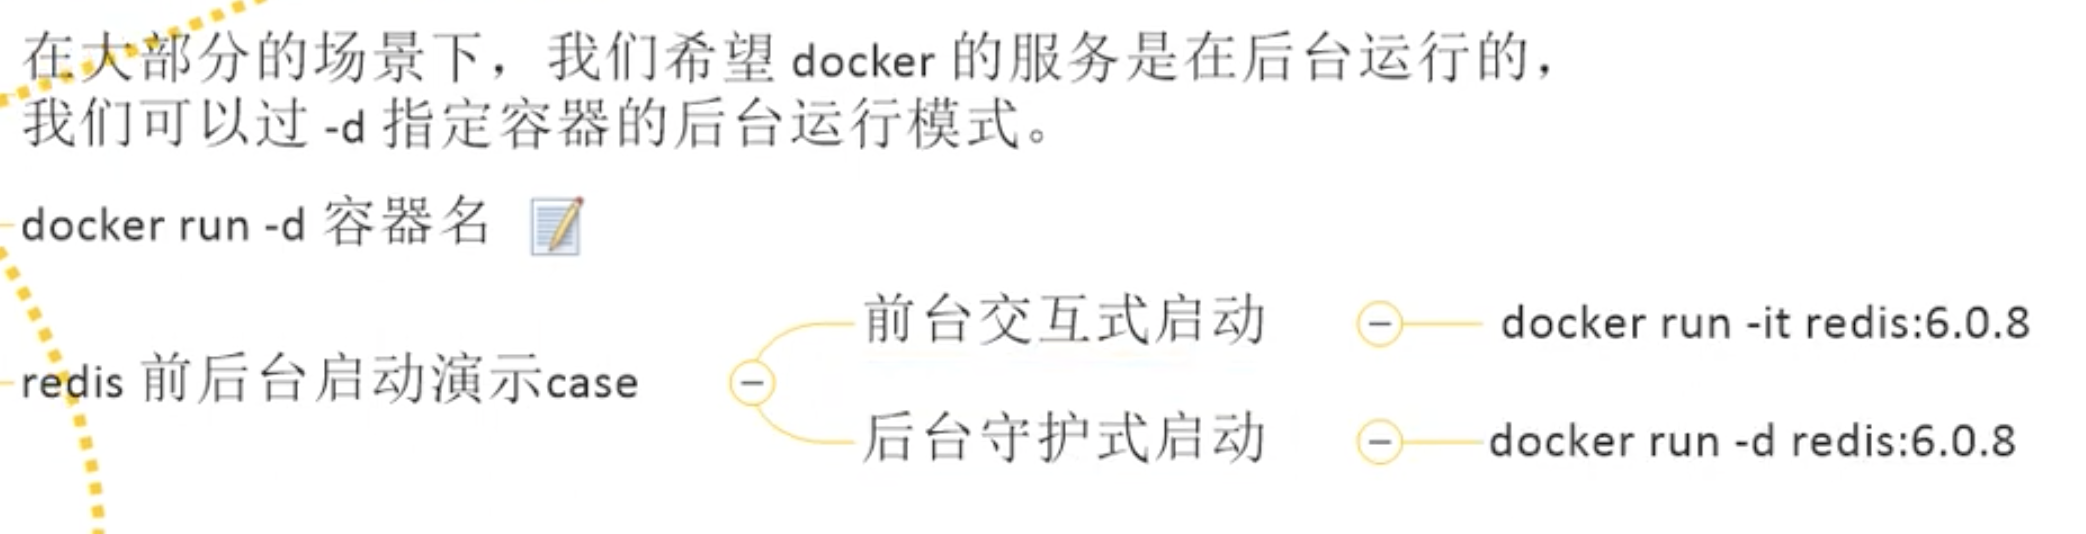 在大部分的场景下，我们希望 docker 的服务是在后台运行的，
我们可以过 -d 指定容器的后台运行模式。
docker run -d 容器名
redis 前后台启动演示case
前台交互式启动
docker run -it redis:6.0.8
后台守护式启动
docker run -d redis:6.0.8